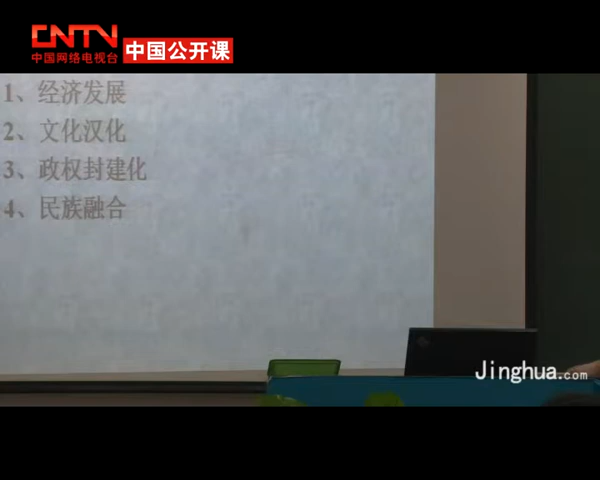 CNTV
中国网络电视台
中国公开课
1、经济发展
2、文化汉化
3、政权封建化
4、民族融合
Jinghua.com